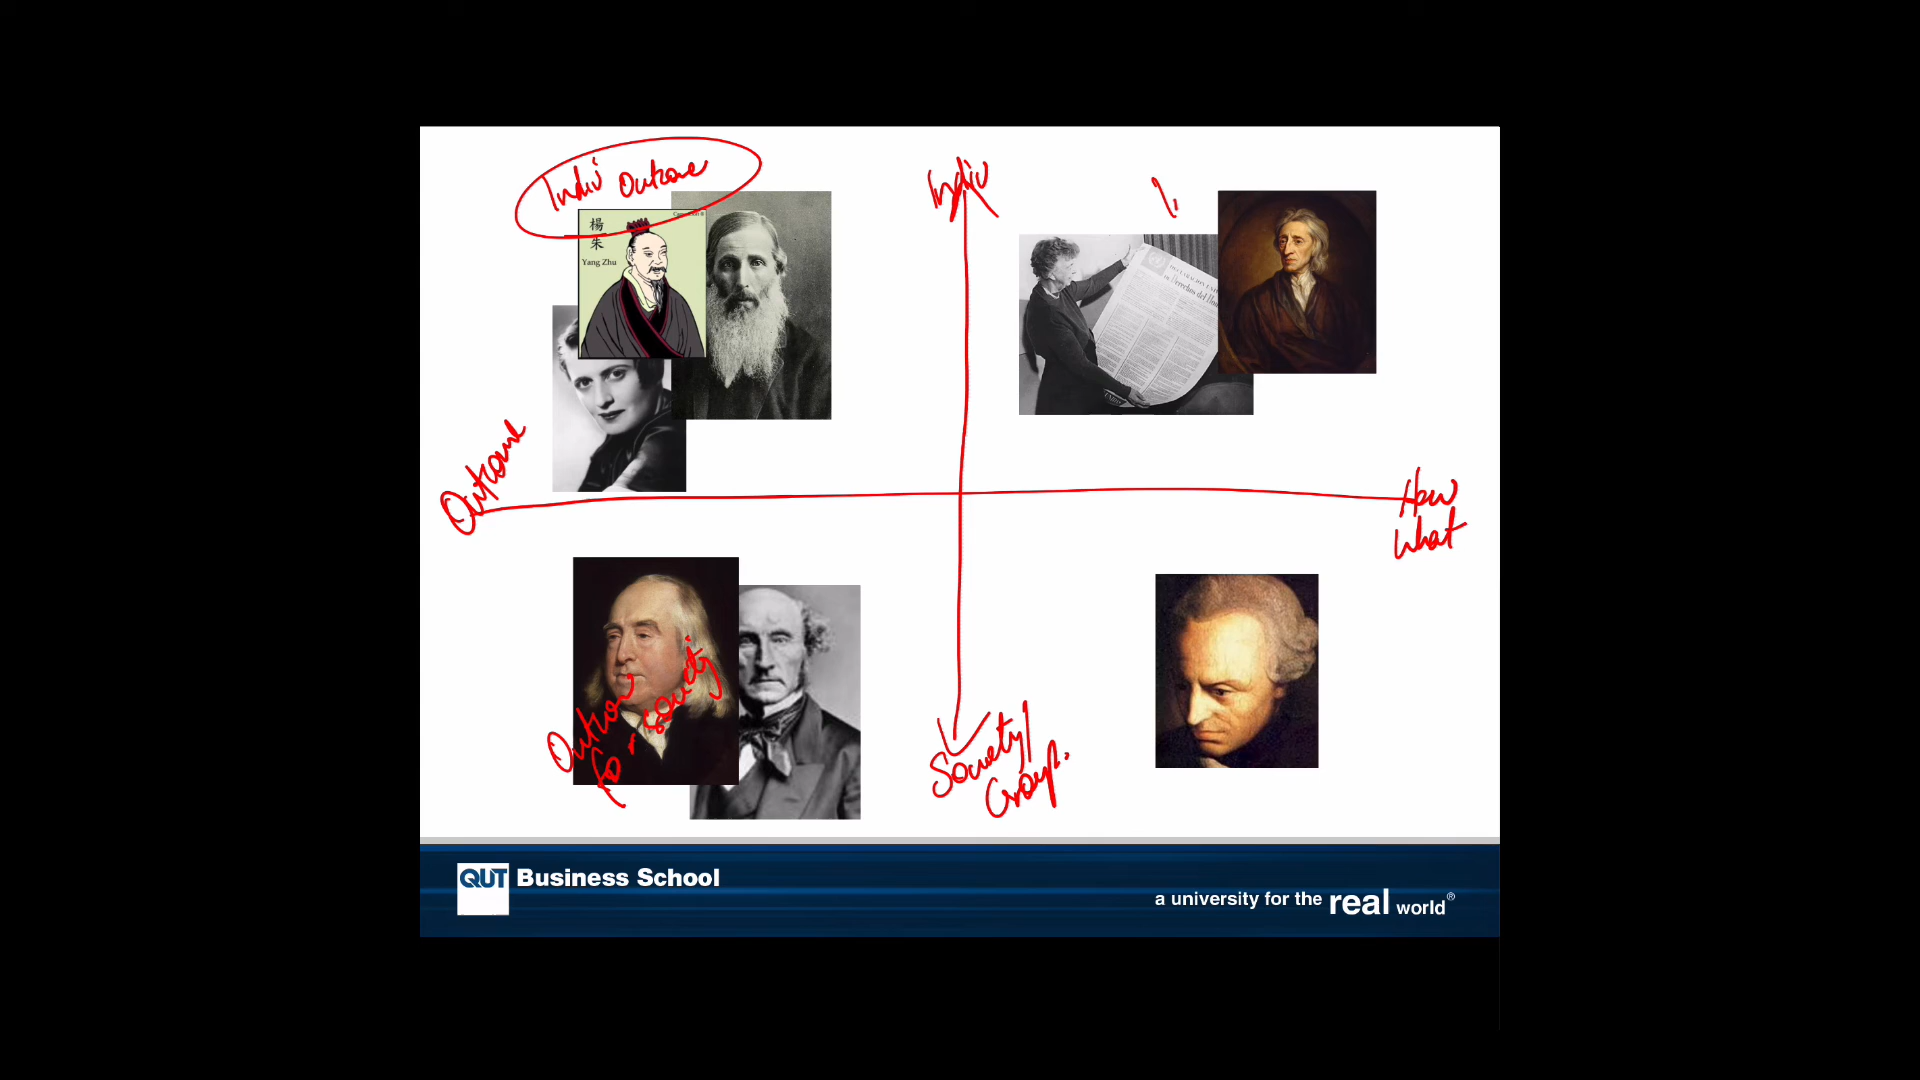 Indiv Outcome
Indiv
楊
朱
Yang Zhu
Outcome
How
what
Outcom
for society
Society/
Group.
QUT Business School
a university for the real world®